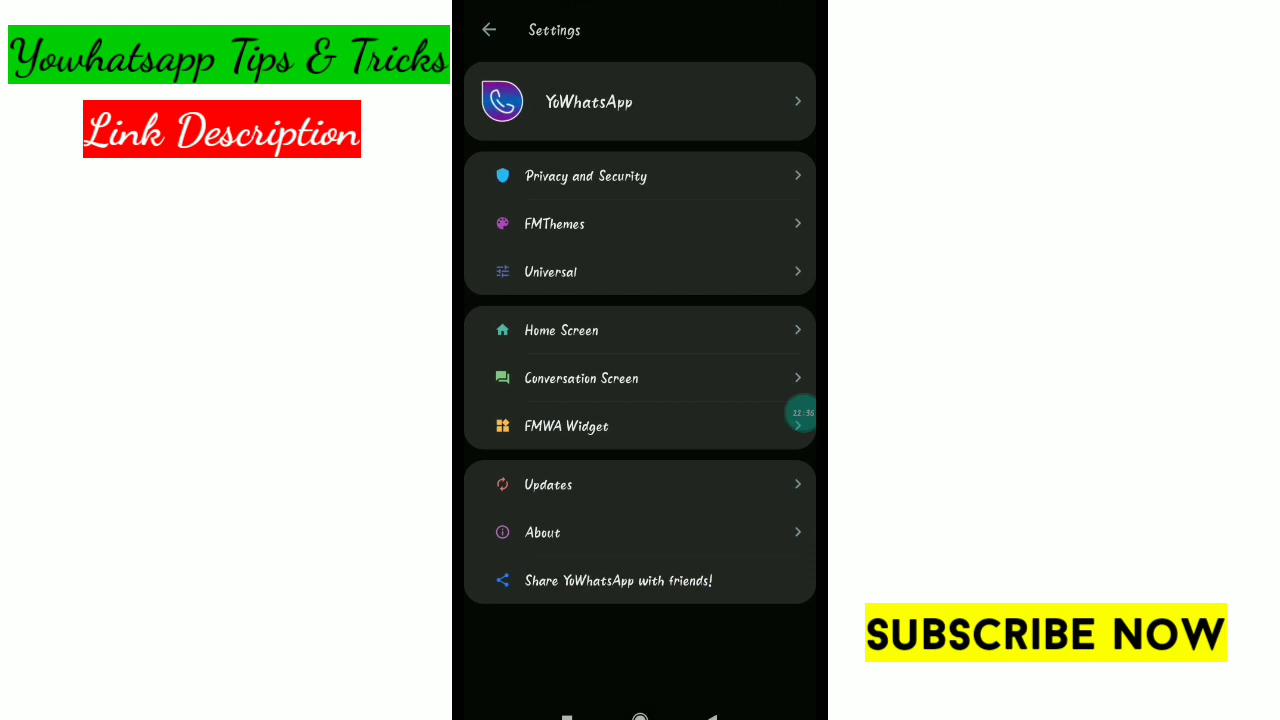 Yowhatsapp Tips & Tricks
Link Description
Settings
YoWhatsApp
Privacy and Security
FMThemes
Universal
Home Screen
Conversation Screen
22:36
FMWA Widget
Updates
About
Share YoWhatsApp with friends!
SUBSCRIBE NOW